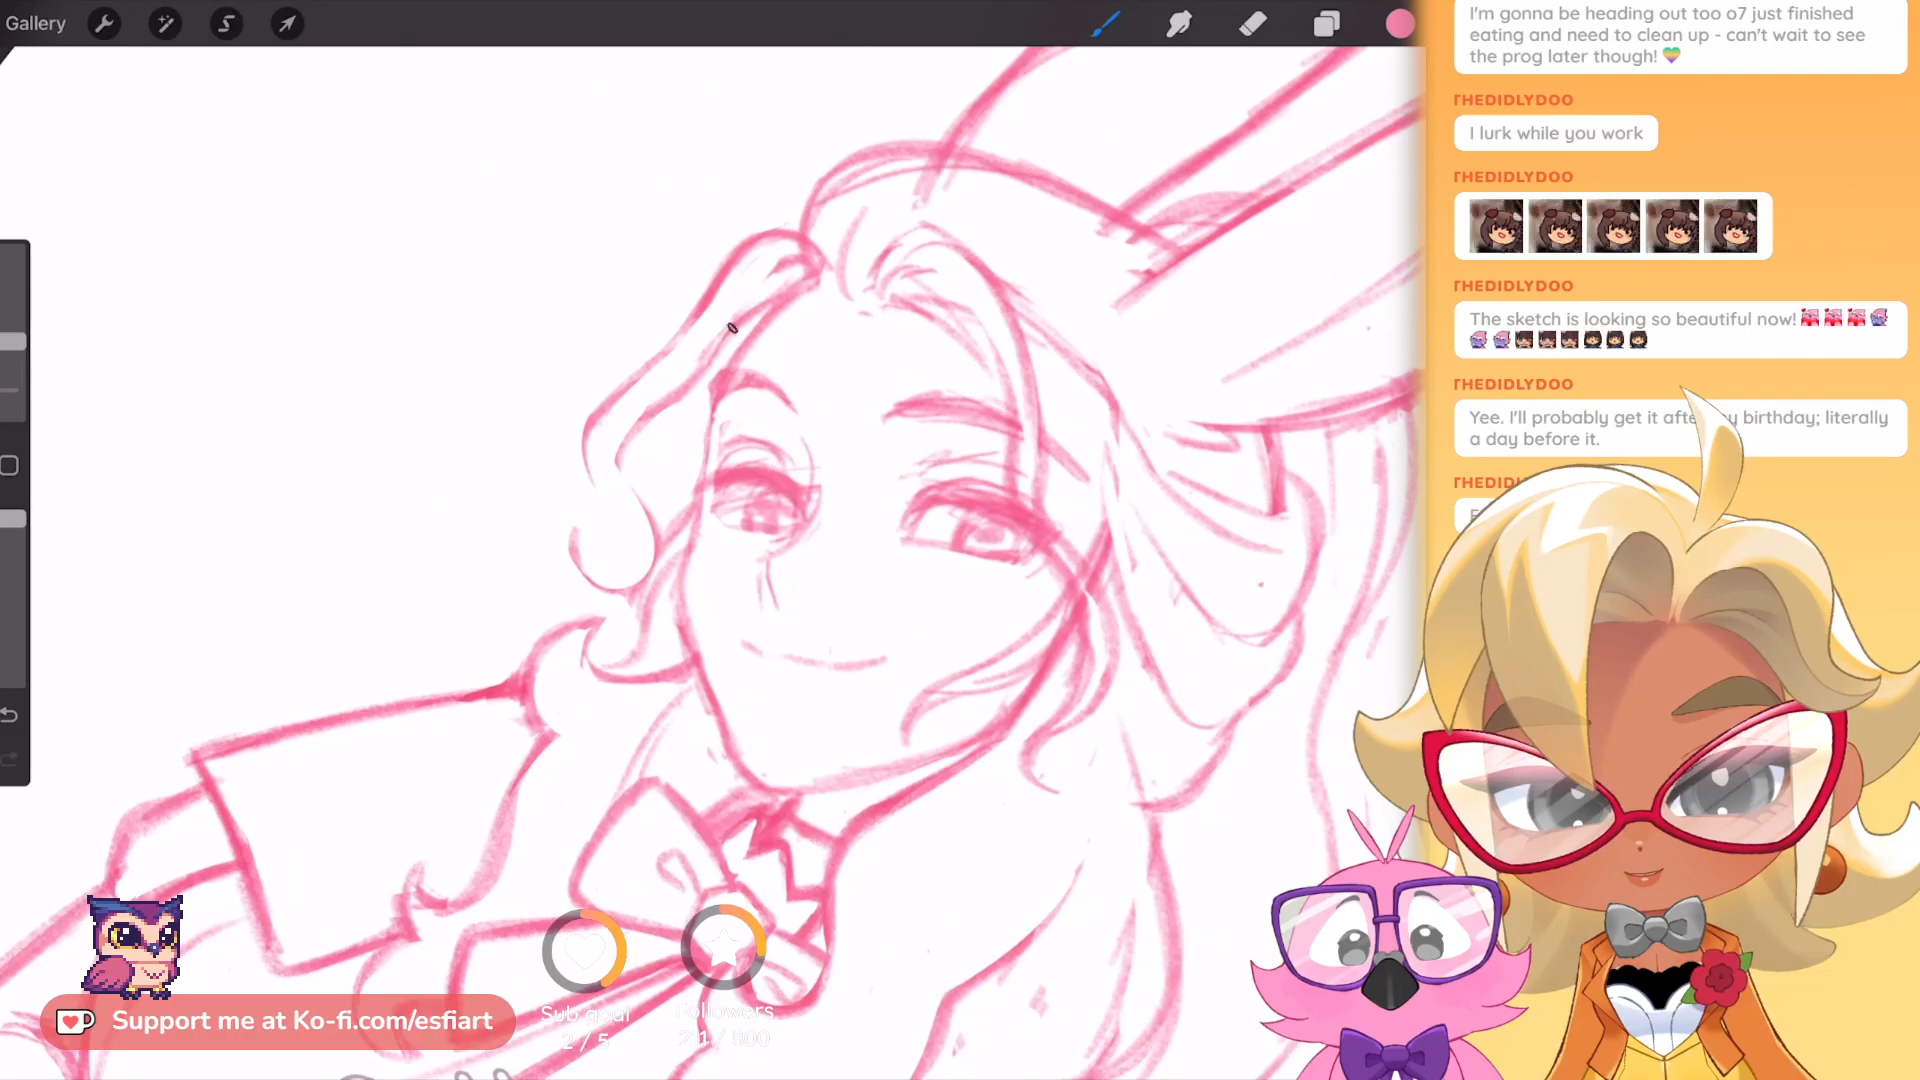 Gallery
I'm gonna be heading out too o7 just finished
eating and need to clean up - can't wait to see
the prog later though!
THEDIDLYDOO
I lurk while you work
THEDIDLYDOO
THEDIDLYDOO
The sketch is looking so beautiful now!
THEDIDLYDOO
Yee. I'll probably get it after my birthday; literally
a day before it.
Support me at Ko-fi.com/esfiart
Sub goal
2 / 5
Followers